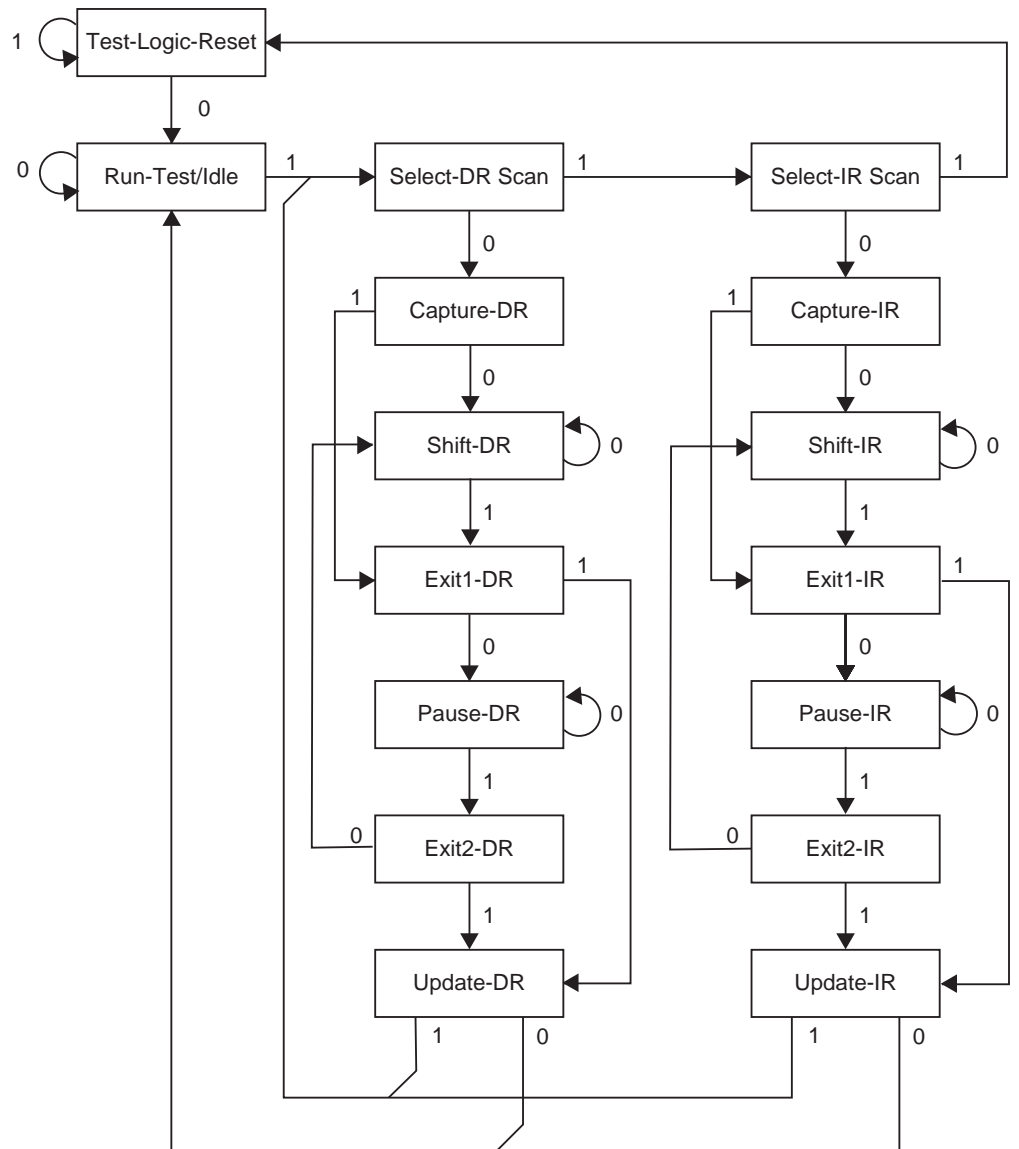 1 Test-Logic-Reset
0
0 Run-Test/Idle 1 Select-DR Scan 1 Select-IR Scan 1
0 0
1 Capture-DR 1 Capture-IR
0 0
Shift-DR 0 Shift-IR 0
1 1
Exit1-DR 1 Exit1-IR 1
0 0
Pause-DR 0 Pause-IR 0
1 1
0 Exit2-DR 0 Exit2-IR
1 1
Update-DR Update-IR
1 0 1 0